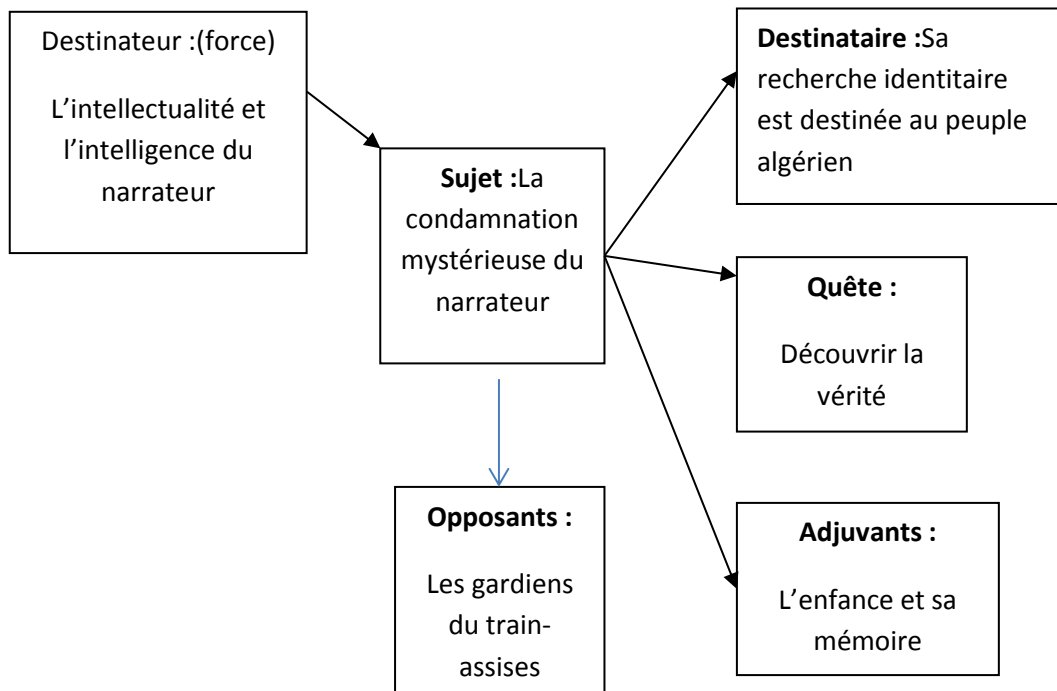 Destinateur :(force)
L’intellectualité et
l’intelligence du
narrateur
Sujet :La
condamnation
mystérieuse du
narrateur
Destinataire :Sa
recherche identitaire
est destinée au peuple
algérien
Quête :
Découvrir la
vérité
Opposants :
Les gardiens
du train-
assises
Adjuvants :
L’enfance et sa
mémoire